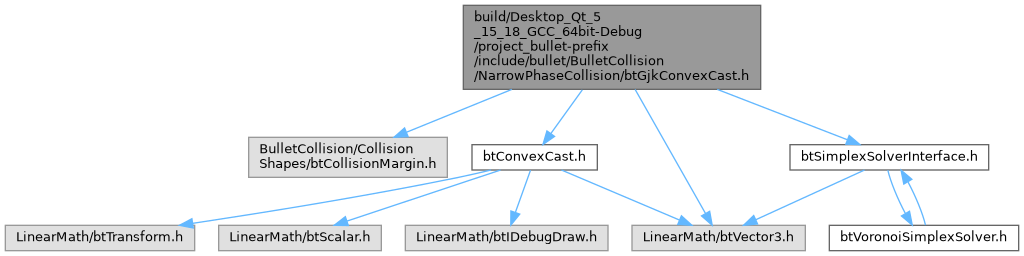 build/Desktop_Qt_5
_15_18_GCC_64bit-Debug
/project_bullet-prefix
/include/bullet/BulletCollision
/NarrowPhaseCollision/btGjkConvexCast.h
BulletCollision/Collision
Shapes/btCollisionMargin.h
btConvexCast.h
btSimplexSolverInterface.h
LinearMath/btTransform.h
LinearMath/btScalar.h
LinearMath/btIDebugDraw.h
LinearMath/btVector3.h
btVoronoiSimplexSolver.h